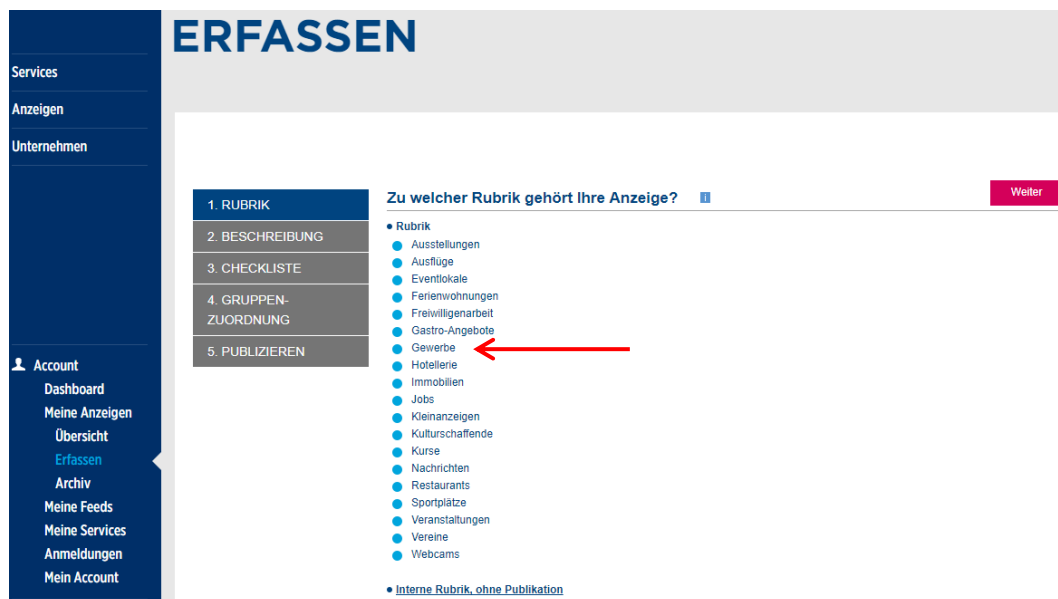 ERFASSEN
Services
Anzeigen
Unternehmen
Account
Dashboard
Meine Anzeigen
Übersicht
Erfassen
Archiv
Meine Feeds
Meine Services
Anmeldungen
Mein Account
1. RUBRIK
2. BESCHREIBUNG
3. CHECKLISTE
4. GRUPPEN-
ZUORDNUNG
5. PUBLIZIEREN
Zu welcher Rubrik gehört Ihre Anzeige? i
Weiter
• Rubrik
Ausstellungen
Ausflüge
Eventlokale
Ferienwohnungen
Freiwilligenarbeit
Gastro-Angebote
Gewerbe
Hotellerie
Immobilien
Jobs
Kleinanzeigen
Kulturschaffende
Kurse
Nachrichten
Restaurants
Sportplätze
Veranstaltungen
Vereine
Webcams
• Interne Rubrik, ohne Publikation